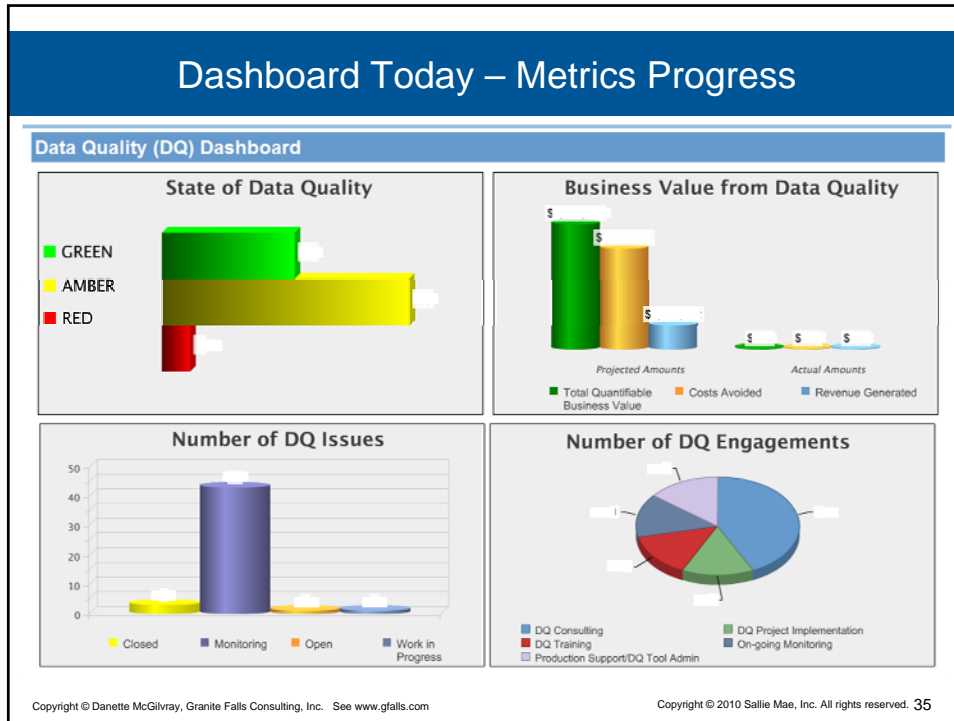 Dashboard Today – Metrics Progress
Data Quality (DQ) Dashboard
State of Data Quality
GREEN
AMBER
RED
Business Value from Data Quality
$
$
$
$
$
$
Projected Amounts
Actual Amounts
Total Quantifiable
Business Value
Costs Avoided
Revenue Generated
Number of DQ Issues
50
40
30
20
10
0
Closed
Monitoring
Open
Work in
Progress
Number of DQ Engagements
DQ Consulting
DQ Project Implementation
DQ Training
On-going Monitoring
Production Support/DQ Tool Admin
Copyright © Danette McGilvray, Granite Falls Consulting, Inc. See www.gfalls.com
Copyright © 2010 Sallie Mae, Inc. All rights reserved. 35